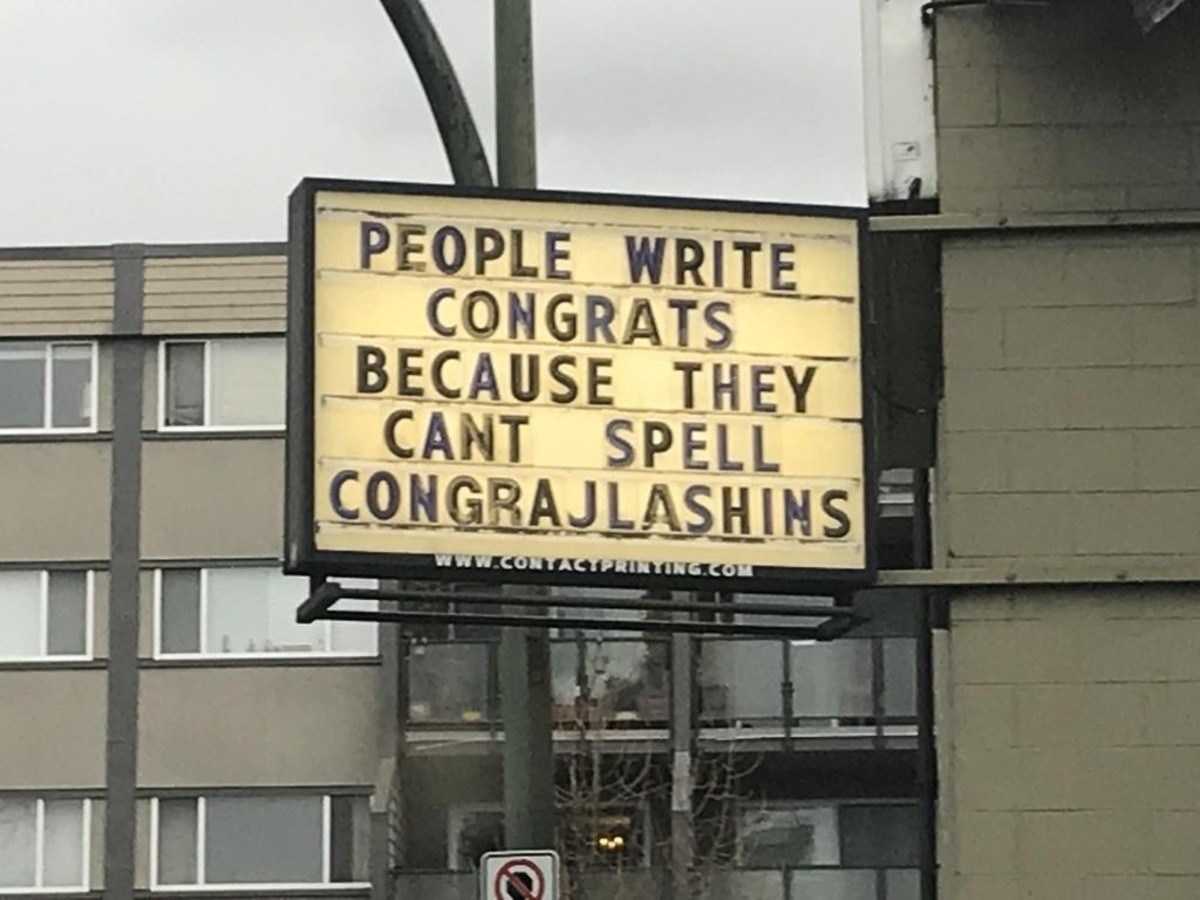 PEOPLE WRITE
CONGRATS
BECAUSE THEY
CANT SPELL
CONGRAJLASHINS
WWW.CONTACTPRINTING.COM